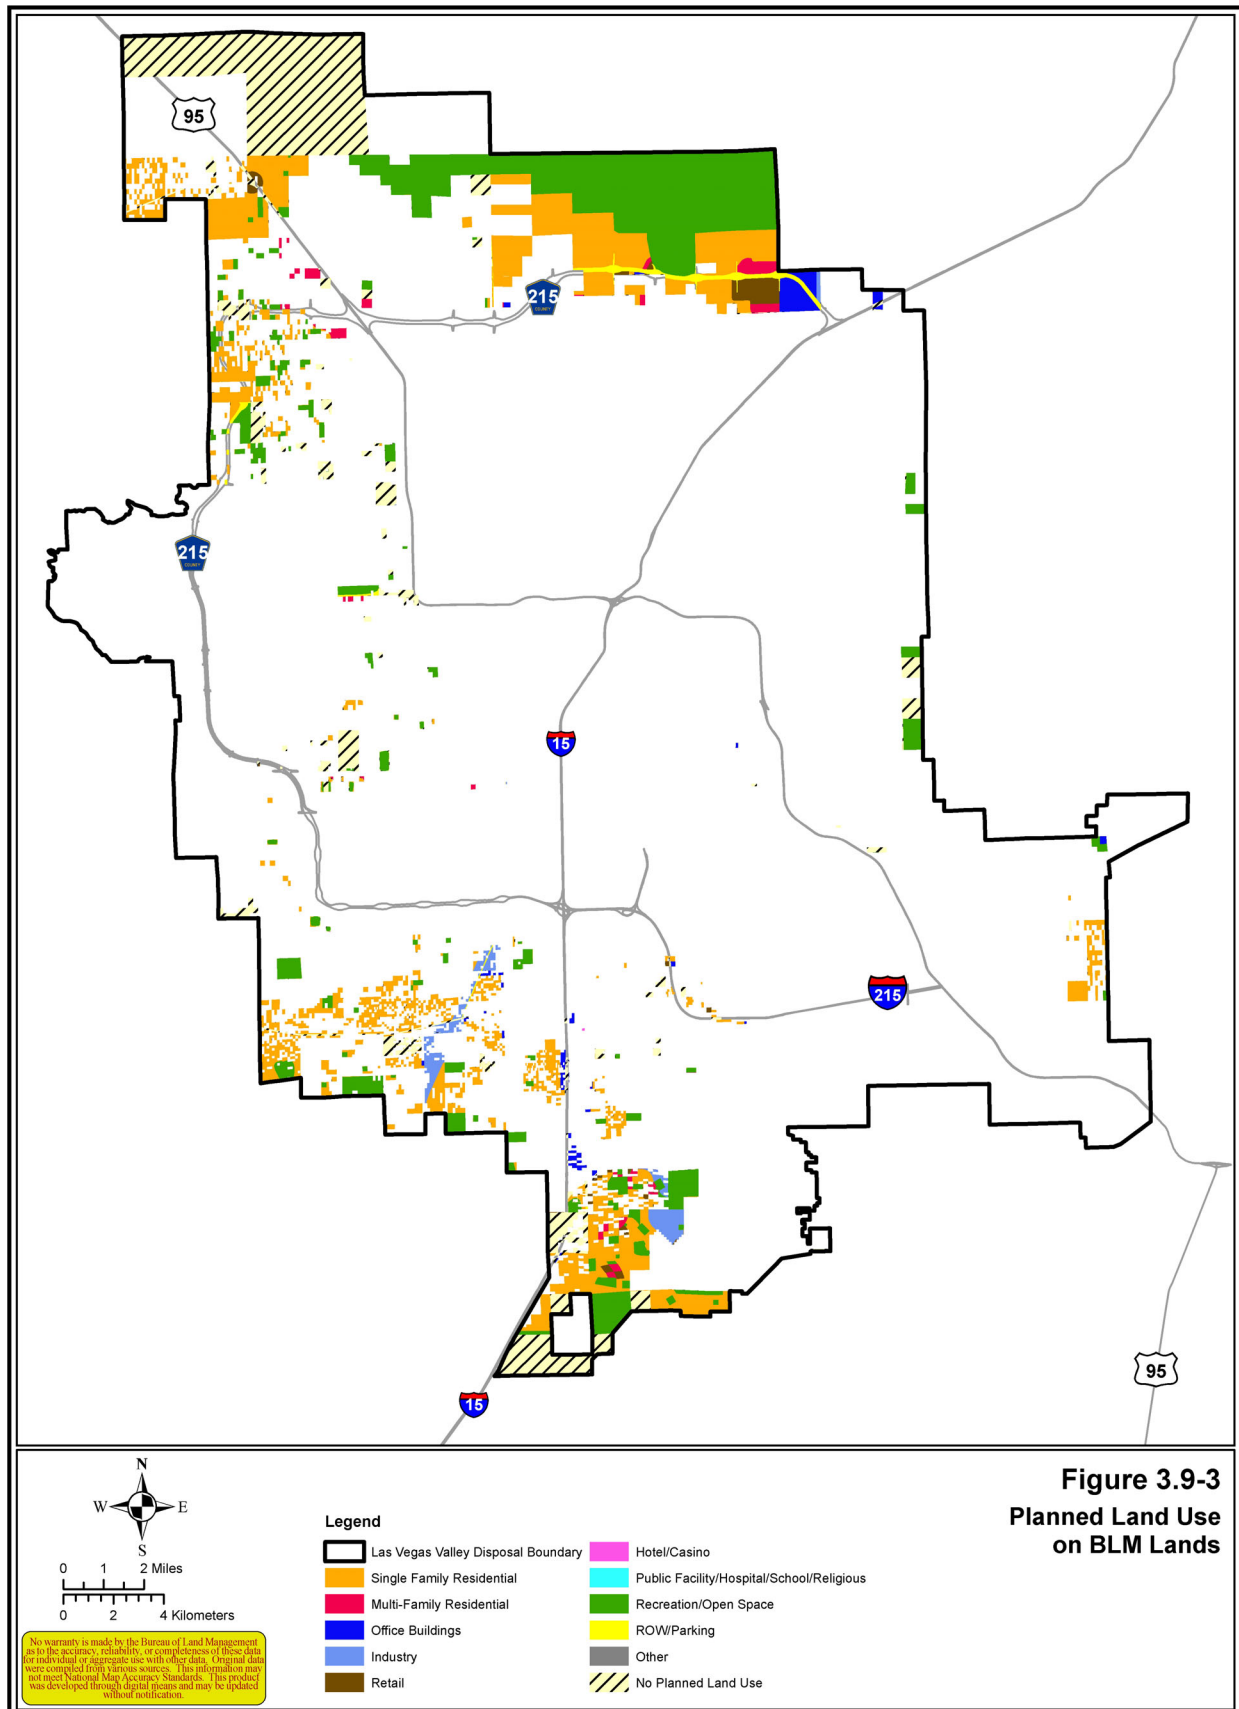 95
215
COUNTY
215
COUNTY
15
215
95
15
N
W
E
S
0 1 2 Miles
0 2 4 Kilometers
No warranty is made by the Bureau of Land Management
as to the accuracy, reliability, or completeness of these data
for individual or aggregate use with other data. Original data
were compiled from various sources. This information may
not meet National Map Accuracy Standards. This product
was developed through digital means and may be updated
without notification.
Legend
Las Vegas Valley Disposal Boundary
Single Family Residential
Multi-Family Residential
Office Buildings
Industry
Retail
Hotel/Casino
Public Facility/Hospital/School/Religious
Recreation/Open Space
ROW/Parking
Other
No Planned Land Use
Figure 3.9-3
Planned Land Use
on BLM Lands